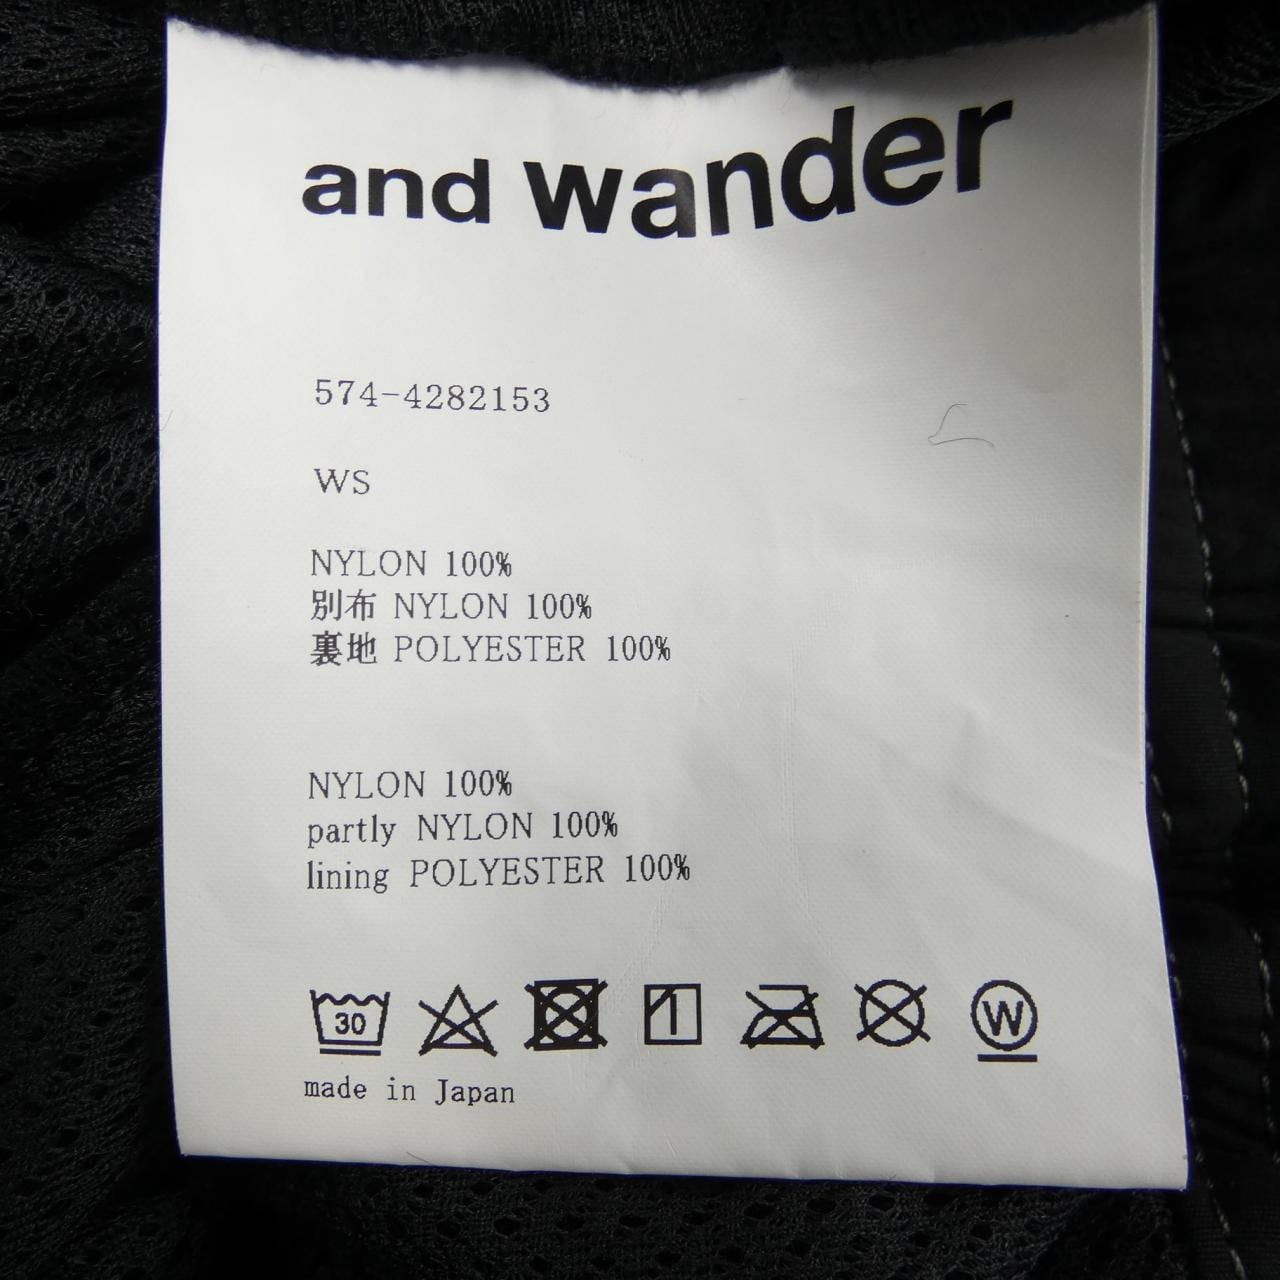 and wander
574-4282153
WS
NYLON 100%
別布 NYLON 100%
裏地 POLYESTER 100%
NYLON 100%
partly NYLON 100%
lining POLYESTER 100%
30 W
made in Japan